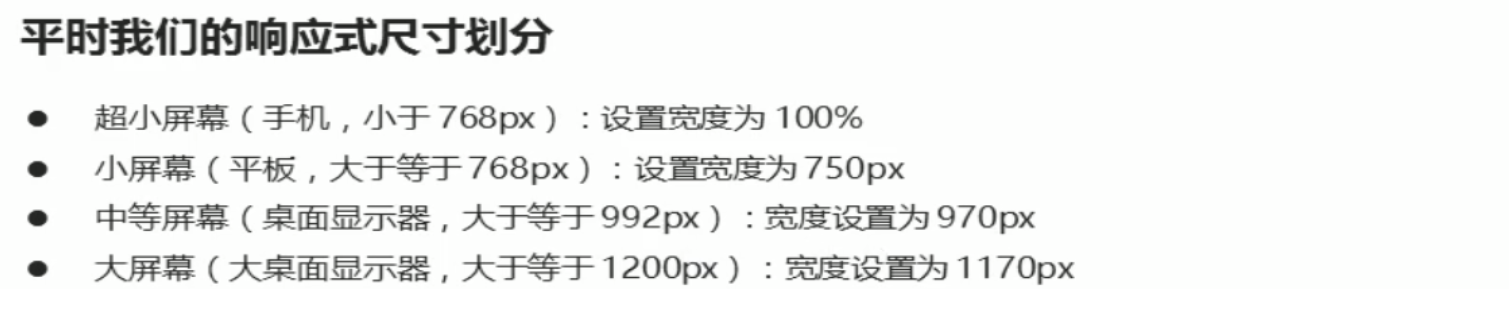 平时我们的响应式尺寸划分
● 超小屏幕（手机，小于 768px）：设置宽度为 100%
● 小屏幕（平板，大于等于 768px）：设置宽度为 750px
● 中等屏幕（桌面显示器，大于等于 992px）：宽度设置为 970px
● 大屏幕（大桌面显示器，大于等于 1200px）：宽度设置为 1170px